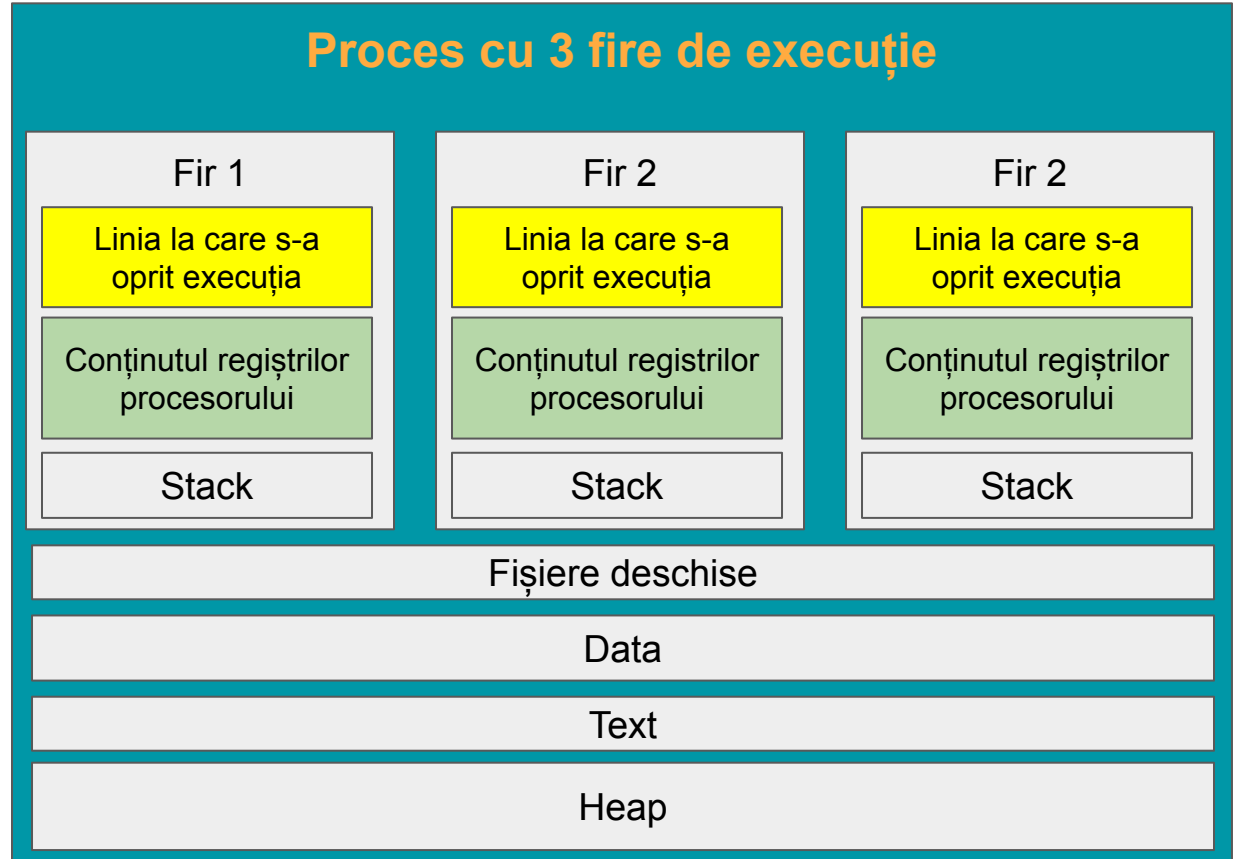 Proces cu 3 fire de execuție
Fir 1
Linia la care s-a
oprit execuția
Conținutul regiștrilor
procesorului
Stack
Fir 2
Linia la care s-a
oprit execuția
Conținutul registrilor
procesorului
Stack
Fir 2
Linia la care s-a
oprit execuția
Conținutul regiștrilor
procesorului
Stack
Fișiere deschise
Data
Text
Heap